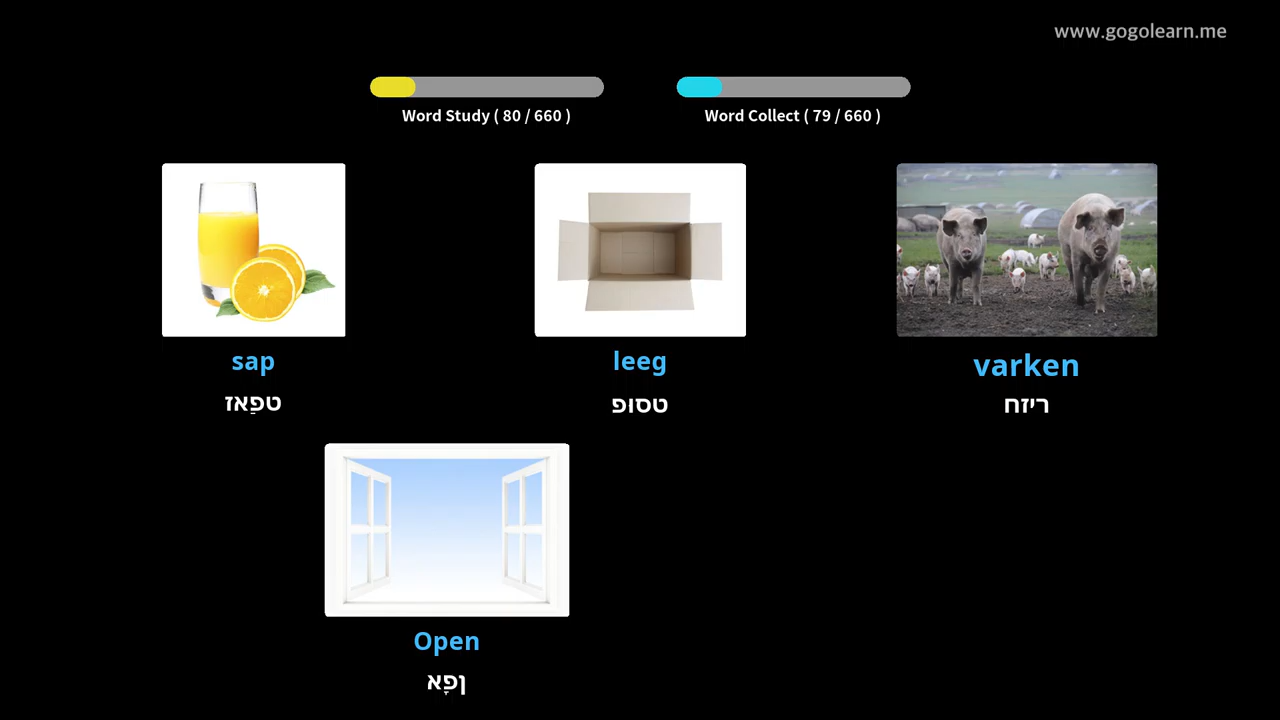 www.gogolearn.me
Word Study ( 80 / 660 )
Word Collect ( 79 / 660 )
sap
טפַאז
leeg
טסופ
varken
ריזח
Open
ןפָא